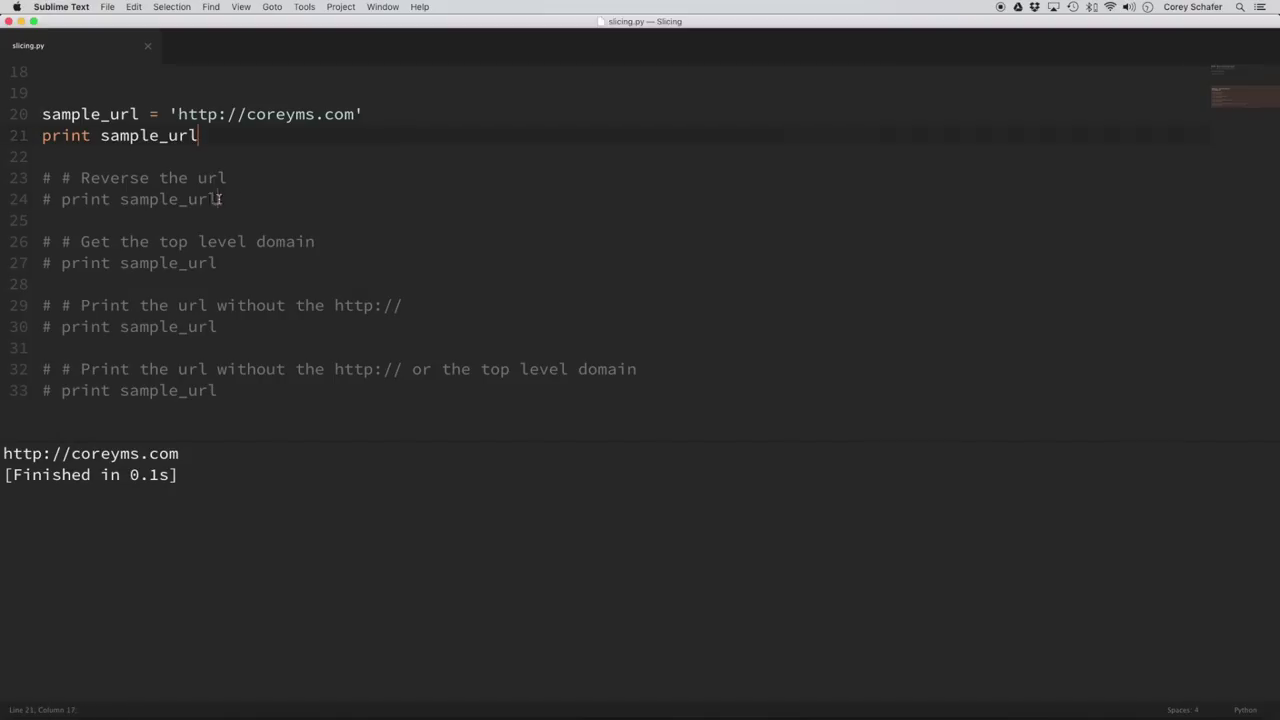 Sublime Text File Edit Selection Find View Goto Tools Project Window Help Corey Schafer
slicing.py — Slicing
slicing.py
18
19
20 sample_url = 'http://coreyms.com'
21 print sample_url
22
23 # # Reverse the url
24 # print sample_url
25
26 # # Get the top level domain
27 # print sample_url
28
29 # # Print the url without the http://
30 # print sample_url
31
32 # # Print the url without the http:// or the top level domain
33 # print sample_url
http://coreyms.com
[Finished in 0.1s]
Line 21, Column 17 Spaces: 4 Python